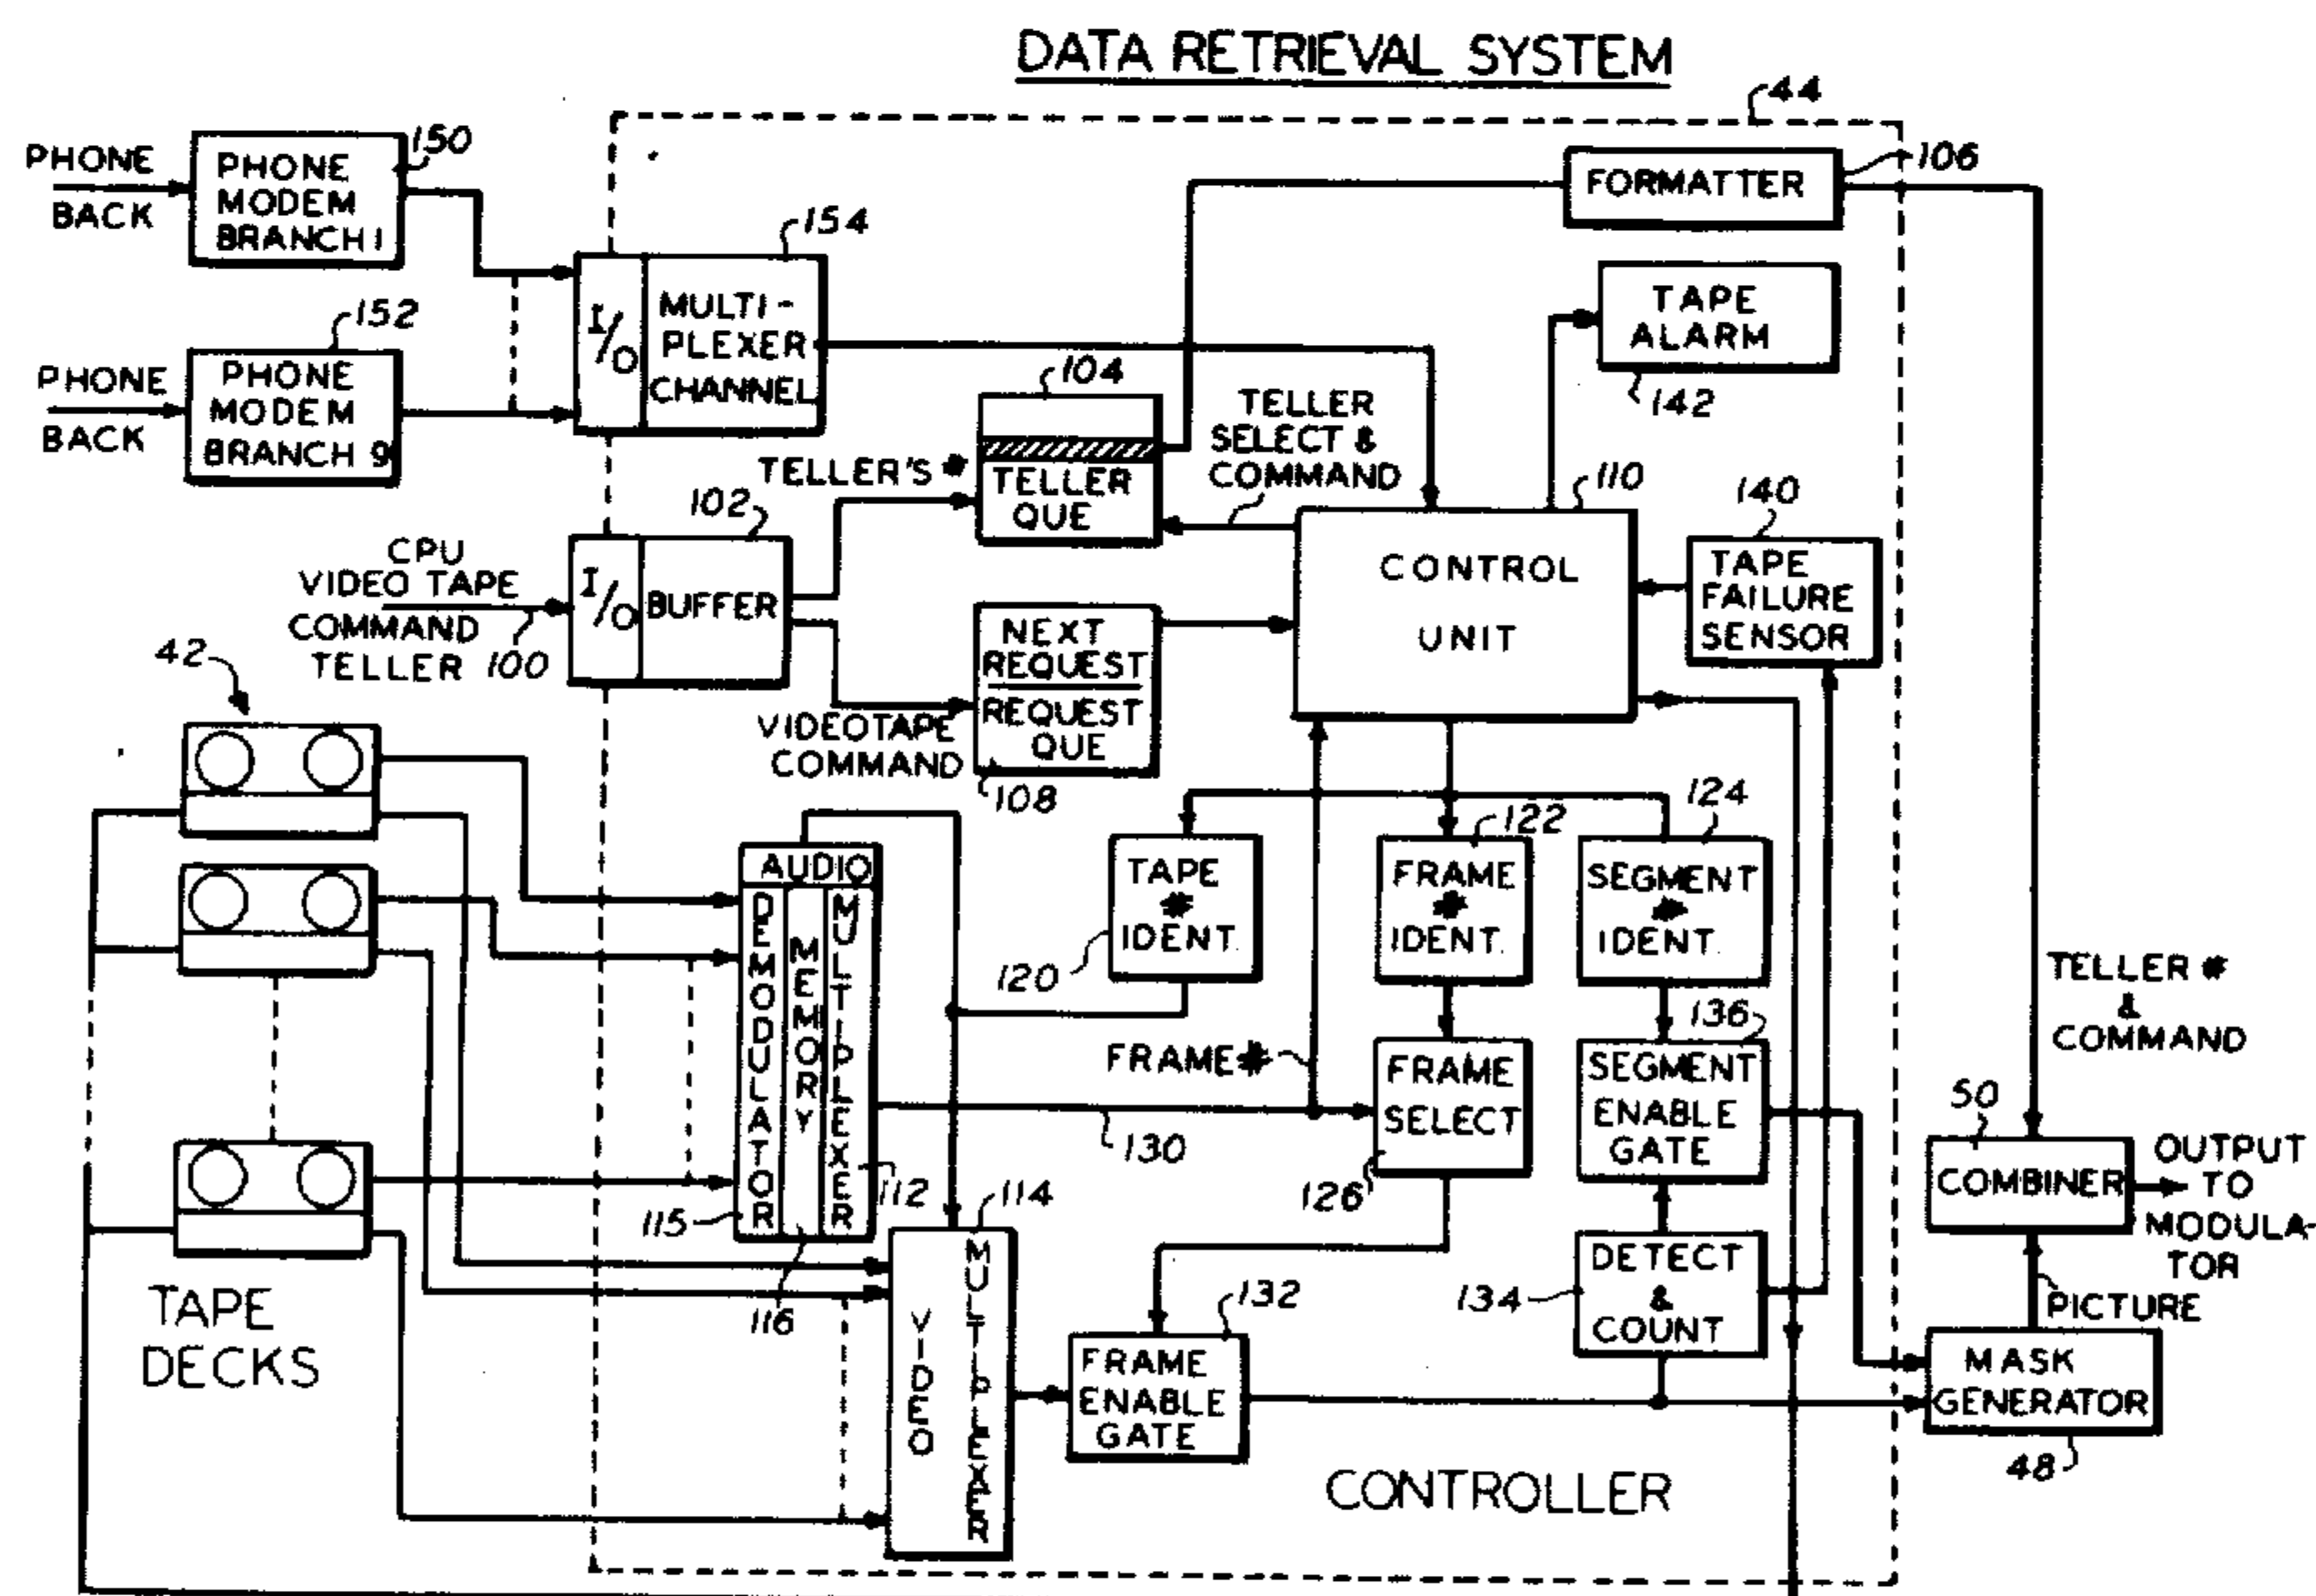 DATA RETRIEVAL SYSTEM
44
PHONE
BACK
PHONE
MODEM
BRANCH 1
150
FORMATTER
106
154
I/O
MULTI-
PLEXER
CHANNEL
TAPE
ALARM
142
152
PHONE
BACK
PHONE
MODEM
BRANCH 9
104
TELLER
SELECT &
COMMAND
TELLER'S #
TELLER
QUE
110
140
102
CPU
VIDEO TAPE
COMMAND
TELLER 100
I/O
BUFFER
CONTROL
UNIT
TAPE
FAILURE
SENSOR
NEXT
REQUEST
REQUEST
QUE
VIDEOTAPE
COMMAND
108
42
124
122
AUDIO
DEMODULATOR
MEMORY
MULTIPLEXER
TAPE
#
IDENT.
120
FRAME
#
IDENT.
SEGMENT
#
IDENT.
TELLER #
&
COMMAND
136
FRAME #
FRAME
SELECT
SEGMENT
ENABLE
GATE
50
130
126
COMBINER
OUTPUT
TO
MODULA-
TOR
112
115
114
116
TAPE
DECKS
VIDEO
MULTIPLEXER
132
134
DETECT
&
COUNT
PICTURE
FRAME
ENABLE
GATE
MASK
GENERATOR
48
CONTROLLER